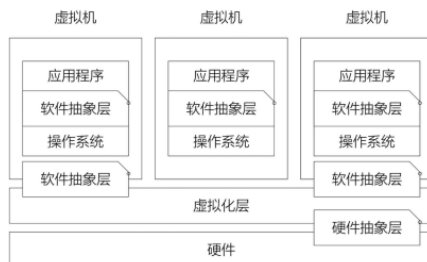 虚拟机 虚拟机 虚拟机
应用程序 应用程序 应用程序
软件抽象层 软件抽象层 软件抽象层
操作系统 操作系统 操作系统
软件抽象层 软件抽象层
虚拟化层
硬件抽象层
硬件